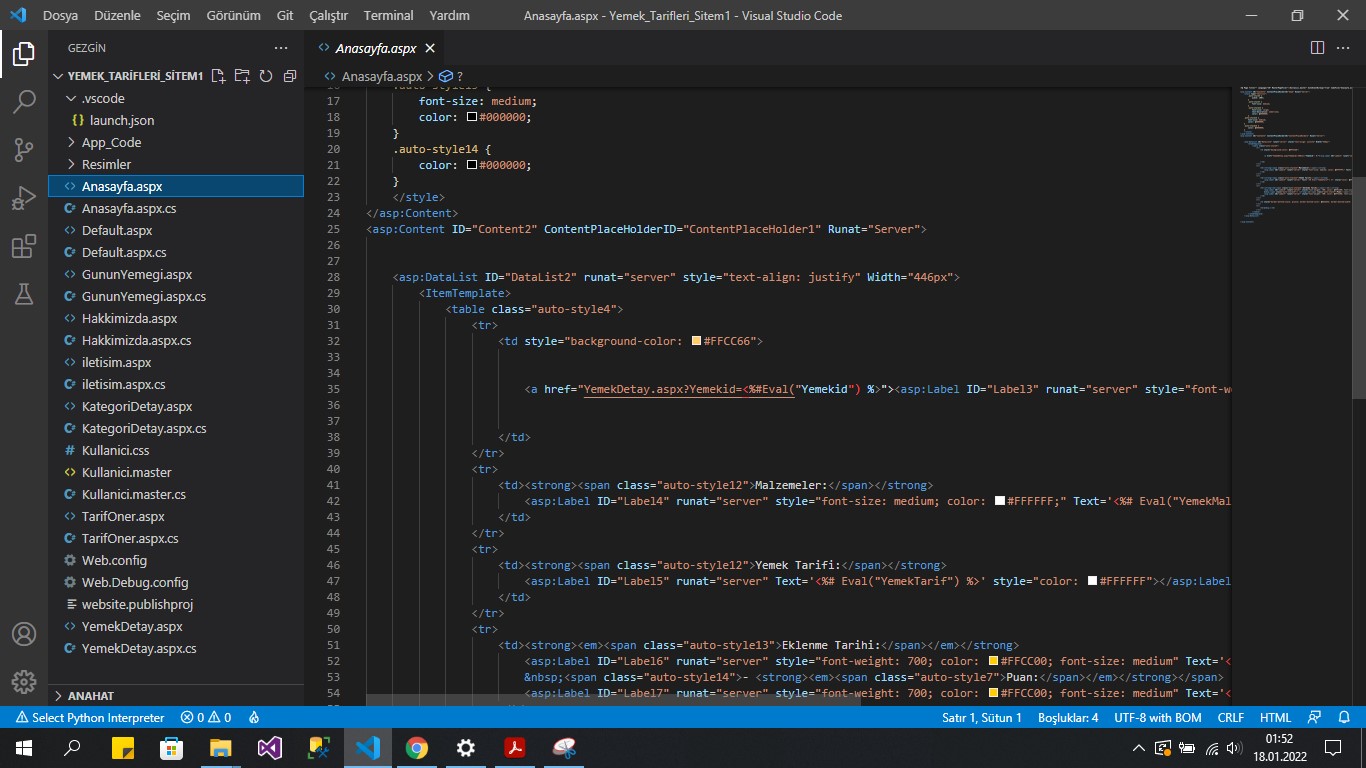 Dosya Düzenle Seçim Görünüm Git Çalıştır Terminal Yardım Anasayfa.aspx - Yemek_Tarifleri_Sitem1 - Visual Studio Code
GEZGİN
YEMEK_TARİFLERİ_SİTEM1
.vscode
launch.json
App_Code
Resimler
Anasayfa.aspx
Anasayfa.aspx.cs
Default.aspx
Default.aspx.cs
GununYemegi.aspx
GununYemegi.aspx.cs
Hakkimizda.aspx
Hakkimizda.aspx.cs
iletisim.aspx
iletisim.aspx.cs
KategoriDetay.aspx
KategoriDetay.aspx.cs
Kullanici.css
Kullanici.master
Kullanici.master.cs
TarifOner.aspx
TarifOner.aspx.cs
Web.config
Web.Debug.config
website.publishproj
YemekDetay.aspx
YemekDetay.aspx.cs
ANAHAT
Anasayfa.aspx
Anasayfa.aspx > ?
17 font-size: medium;
18 color: #000000;
19 }
20 .auto-style14 {
21 color: #000000;
22 }
23 </style>
24 </asp:Content>
25 <asp:Content ID="Content2" ContentPlaceHolderID="ContentPlaceHolder1" Runat="Server">
26
27
28 <asp:DataList ID="DataList2" runat="server" style="text-align: justify" Width="446px">
29 <ItemTemplate>
30 <table class="auto-style4">
31 <tr>
32 <td style="background-color: #FFCC66">
33
34
35 <a href="YemekDetay.aspx?Yemekid=<%#Eval("Yemekid") %>"><asp:Label ID="Label3" runat="server" style="font-w
36
37
38 </td>
39 </tr>
40 <tr>
41 <td><strong><span class="auto-style12">Malzemeler:</span></strong>
42 <asp:Label ID="Label4" runat="server" style="font-size: medium; color: #FFFFFF;" Text='<%# Eval("YemekMal
43 </td>
44 </tr>
45 <tr>
46 <td><strong><span class="auto-style12">Yemek Tarifi:</span></strong>
47 <asp:Label ID="Label5" runat="server" Text='<%# Eval("YemekTarif") %>' style="color: #FFFFFF"></asp:Label
48 </td>
49 </tr>
50 <tr>
51 <td><strong><em><span class="auto-style13">Eklenme Tarihi:</span></em></strong>
52 <asp:Label ID="Label6" runat="server" style="font-weight: 700; color: #FFCC00; font-size: medium" Text='<
53 &nbsp;<span class="auto-style14">- <strong><em><span class="auto-style7">Puan:</span></em></strong></span>
54 <asp:Label ID="Label7" runat="server" style="font-weight: 700; color: #FFCC00; font-size: medium" Text='<
Select Python Interpreter 0 0 Satır 1, Sütun 1 Boşluklar: 4 UTF-8 with BOM CRLF HTML
01:52
18.01.2022